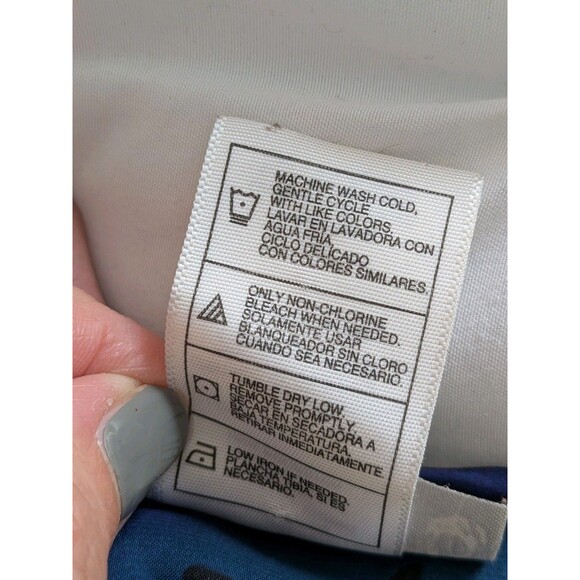 MACHINE WASH COLD,
GENTLE CYCLE,
WITH LIKE COLORS.
LAVAR EN LAVADORA CON
AGUA FRIA,
CICLO DELICADO
CON COLORES SIMILARES.
ONLY NON-CHLORINE
BLEACH WHEN NEEDED.
SOLAMENTE USAR
BLANQUEADOR SIN CLORO
CUANDO SEA NECESARIO.
TUMBLE DRY LOW,
REMOVE PROMPTLY.
SECAR EN SECADORA A
BAJA TEMPERATURA.
RETIRAR INMEDIATAMENTE.
LOW IRON IF NEEDED.
PLANCHA TIBIA, SI ES
NECESARIO.